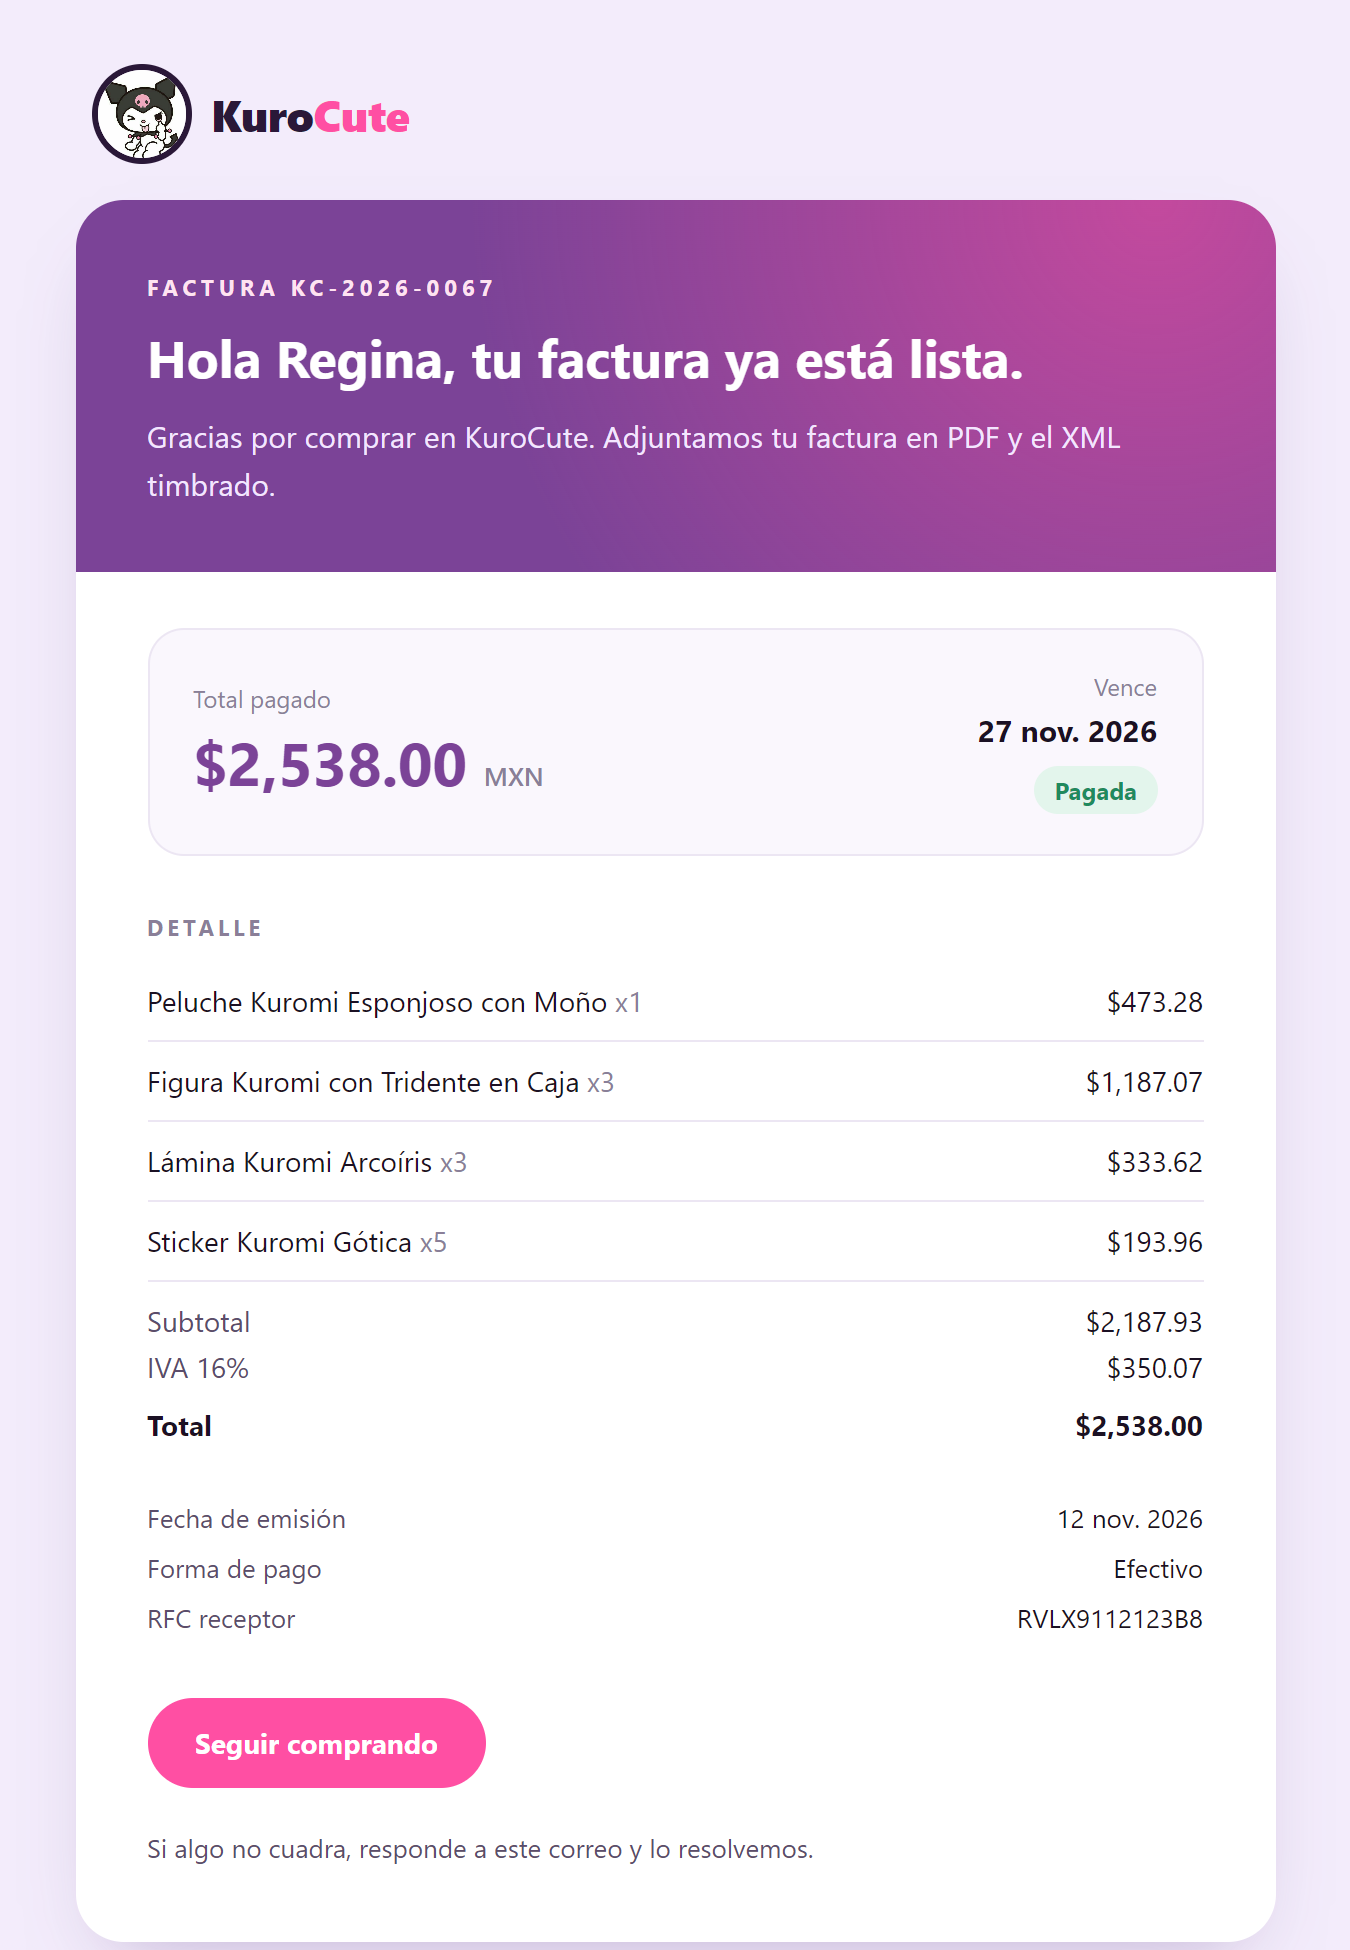 KuroCute
FACTURA KC-2026-0067
Hola Regina, tu factura ya está lista.
Gracias por comprar en KuroCute. Adjuntamos tu factura en PDF y el XML
timbrado.
Total pagado
$2,538.00 MXN
Vence
27 nov. 2026
Pagada
DETALLE
Peluche Kuromi Esponjoso con Moño x1 $473.28
Figura Kuromi con Tridente en Caja x3 $1,187.07
Lámina Kuromi Arcoíris x3 $333.62
Sticker Kuromi Gótica x5 $193.96
Subtotal $2,187.93
IVA 16% $350.07
Total $2,538.00
Fecha de emisión 12 nov. 2026
Forma de pago Efectivo
RFC receptor RVLX9112123B8
Seguir comprando
Si algo no cuadra, responde a este correo y lo resolvemos.